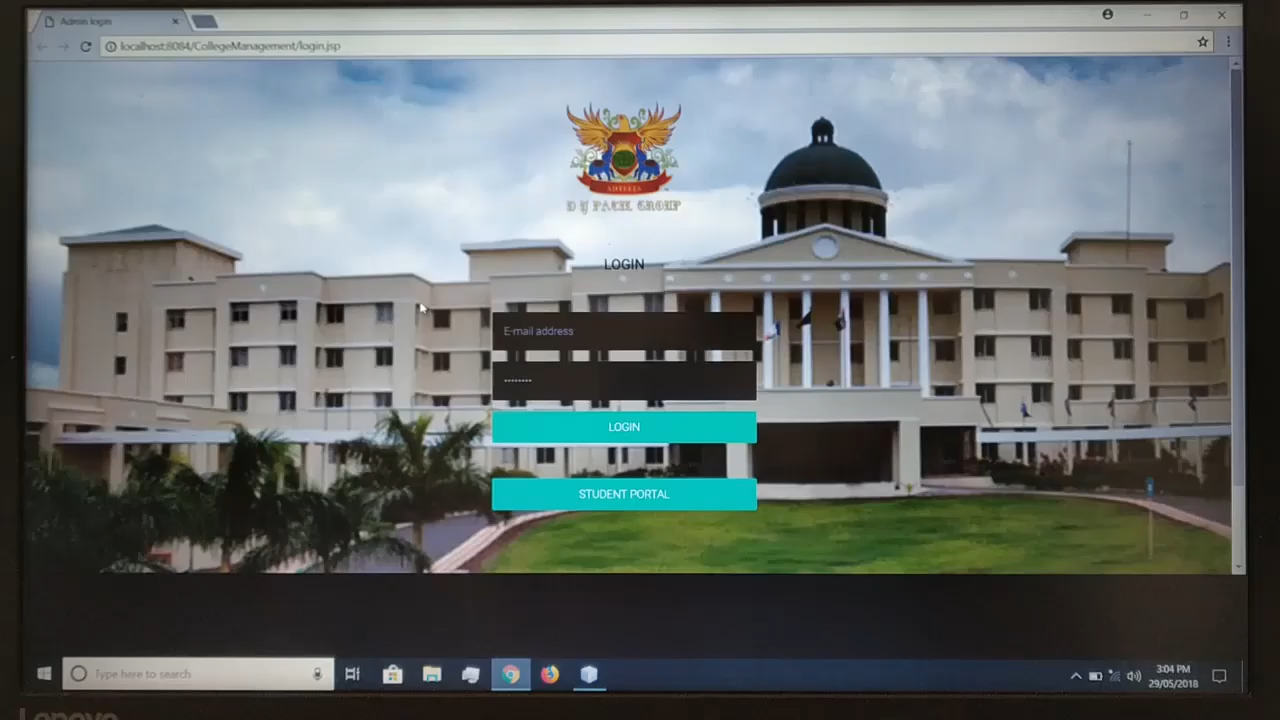 Admin login
localhost:8084/CollegeManagement/login.jsp
ADTEELS
D Y PATIL GROUP
LOGIN
E-mail address
LOGIN
STUDENT PORTAL
Type here to search
3:04 PM
29/05/2018
Lenovo